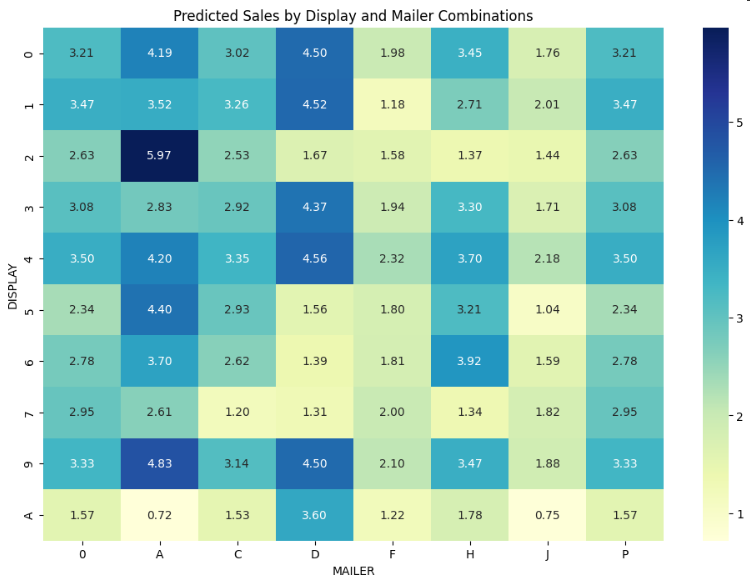 Predicted Sales by Display and Mailer Combinations
0 3.21 4.19 3.02 4.50 1.98 3.45 1.76 3.21
1 3.47 3.52 3.26 4.52 1.18 2.71 2.01 3.47 5
2 2.63 5.97 2.53 1.67 1.58 1.37 1.44 2.63
3 3.08 2.83 2.92 4.37 1.94 3.30 1.71 3.08 4
4 3.50 4.20 3.35 4.56 2.32 3.70 2.18 3.50
DISPLAY
5 2.34 4.40 2.93 1.56 1.80 3.21 1.04 2.34 3
6 2.78 3.70 2.62 1.39 1.81 3.92 1.59 2.78
7 2.95 2.61 1.20 1.31 2.00 1.34 1.82 2.95 2
9 3.33 4.83 3.14 4.50 2.10 3.47 1.88 3.33
A 1.57 0.72 1.53 3.60 1.22 1.78 0.75 1.57 1
0 A C D F H J P
MAILER